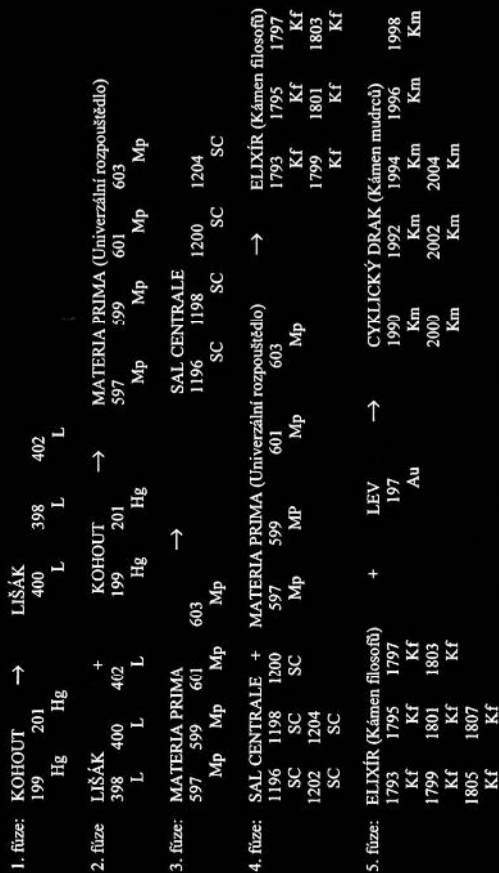 1. fúze: KOHOUT → LIŠÁK
199 201 400 398 402
Hg Hg L L L
2. fúze LIŠÁK + KOHOUT → MATERIA PRIMA (Univerzální rozpouštědlo)
398 400 402 199 201 597 599 601 603
L L L Hg Hg Mp Mp Mp Mp
3. fúze: MATERIA PRIMA → SAL CENTRALE
597 599 601 603 1196 1198 1200 1204
Mp Mp Mp Mp SC SC SC SC
4. fúze: SAL CENTRALE + MATERIA PRIMA (Univerzální rozpouštědlo) → ELIXÍR (Kámen filosofů)
1196 1198 1200 597 599 601 603 1793 1795 1797
SC SC SC Mp MP Mp Mp Kf Kf Kf
1202 1204 1799 1801 1803
SC SC Kf Kf Kf
5. fúze: ELIXÍR (Kámen filosofů) + LEV → CYKLICKÝ DRAK (Kámen mudrců)
1793 1795 1797 197 1990 1992 1994 1996 1998
Kf Kf Kf Au Km Km Km Km Km
1799 1801 1803 2000 2002 2004
Kf Kf Kf Km Km Km
1805 1807
Kf Kf